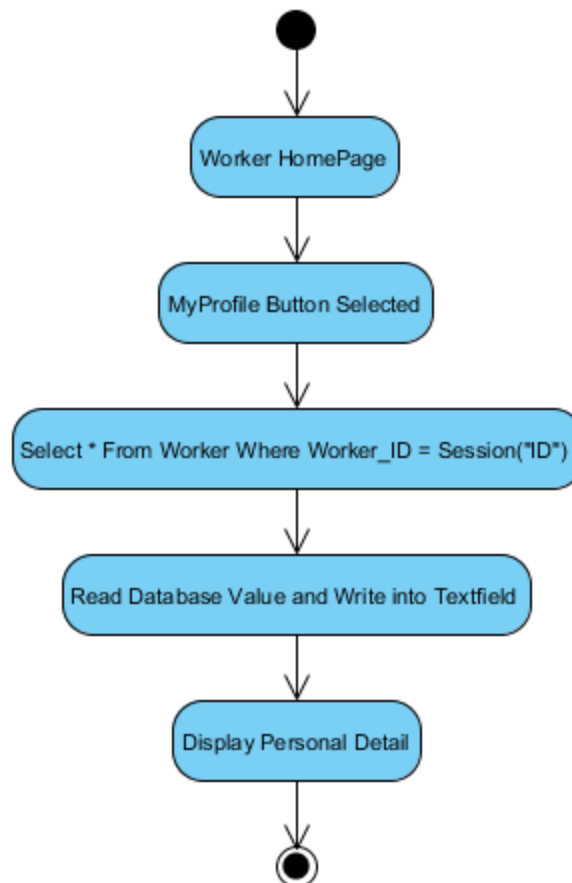 Worker HomePage
MyProfile Button Selected
Select * From Worker Where Worker_ID = Session("ID")
Read Database Value and Write into Textfield
Display Personal Detail